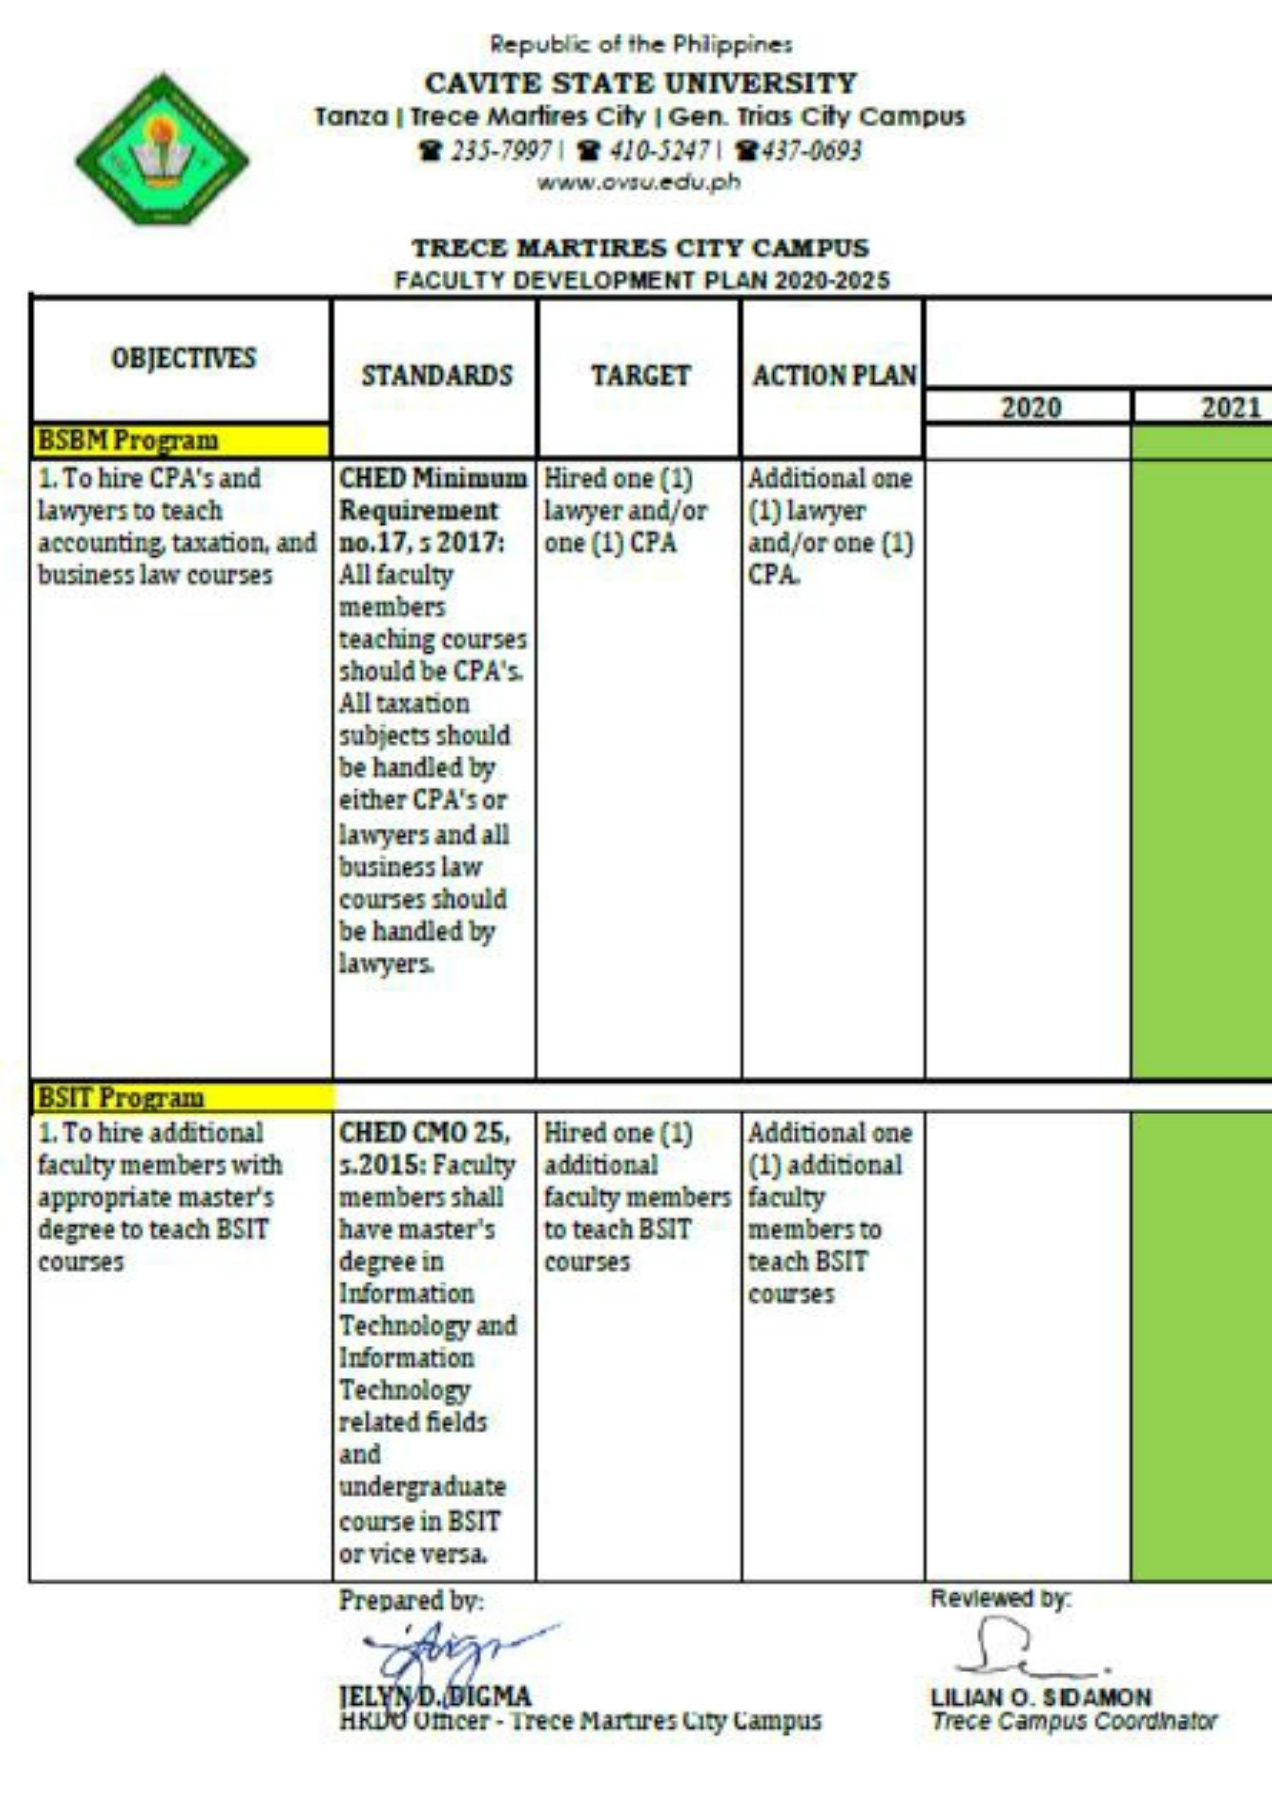 Republic of the Philippines
CAVITE STATE UNIVERSITY
Tanza | Trece Martires City | Gen. Trias City Campus
☎ 235-7997 | ☎ 410-5247 | ☎437-0693
www.cvsu.edu.ph
TRECE MARTIRES CITY CAMPUS
FACULTY DEVELOPMENT PLAN 2020-2025
OBJECTIVES
STANDARDS
TARGET
ACTION PLAN
2020
2021
BSBM Program
1. To hire CPA's and
lawyers to teach
accounting, taxation, and
business law courses
CHED Minimum
Requirement
no.17, s 2017:
All faculty
members
teaching courses
should be CPA's.
All taxation
subjects should
be handled by
either CPA's or
lawyers and all
business law
courses should
be handled by
lawyers.
Hired one (1)
lawyer and/or
one (1) CPA
Additional one
(1) lawyer
and/or one (1)
CPA.
BSIT Program
1. To hire additional
faculty members with
appropriate master's
degree to teach BSIT
courses
CHED CMO 25,
s.2015: Faculty
members shall
have master's
degree in
Information
Technology and
Information
Technology
related fields
and
undergraduate
course in BSIT
or vice versa.
Hired one (1)
additional
faculty members
to teach BSIT
courses
Additional one
(1) additional
faculty
members to
teach BSIT
courses
Prepared by:
JELYN D. DIGMA
HRDO Officer - Trece Martires City Campus
Reviewed by:
LILIAN O. SIDAMON
Trece Campus Coordinator